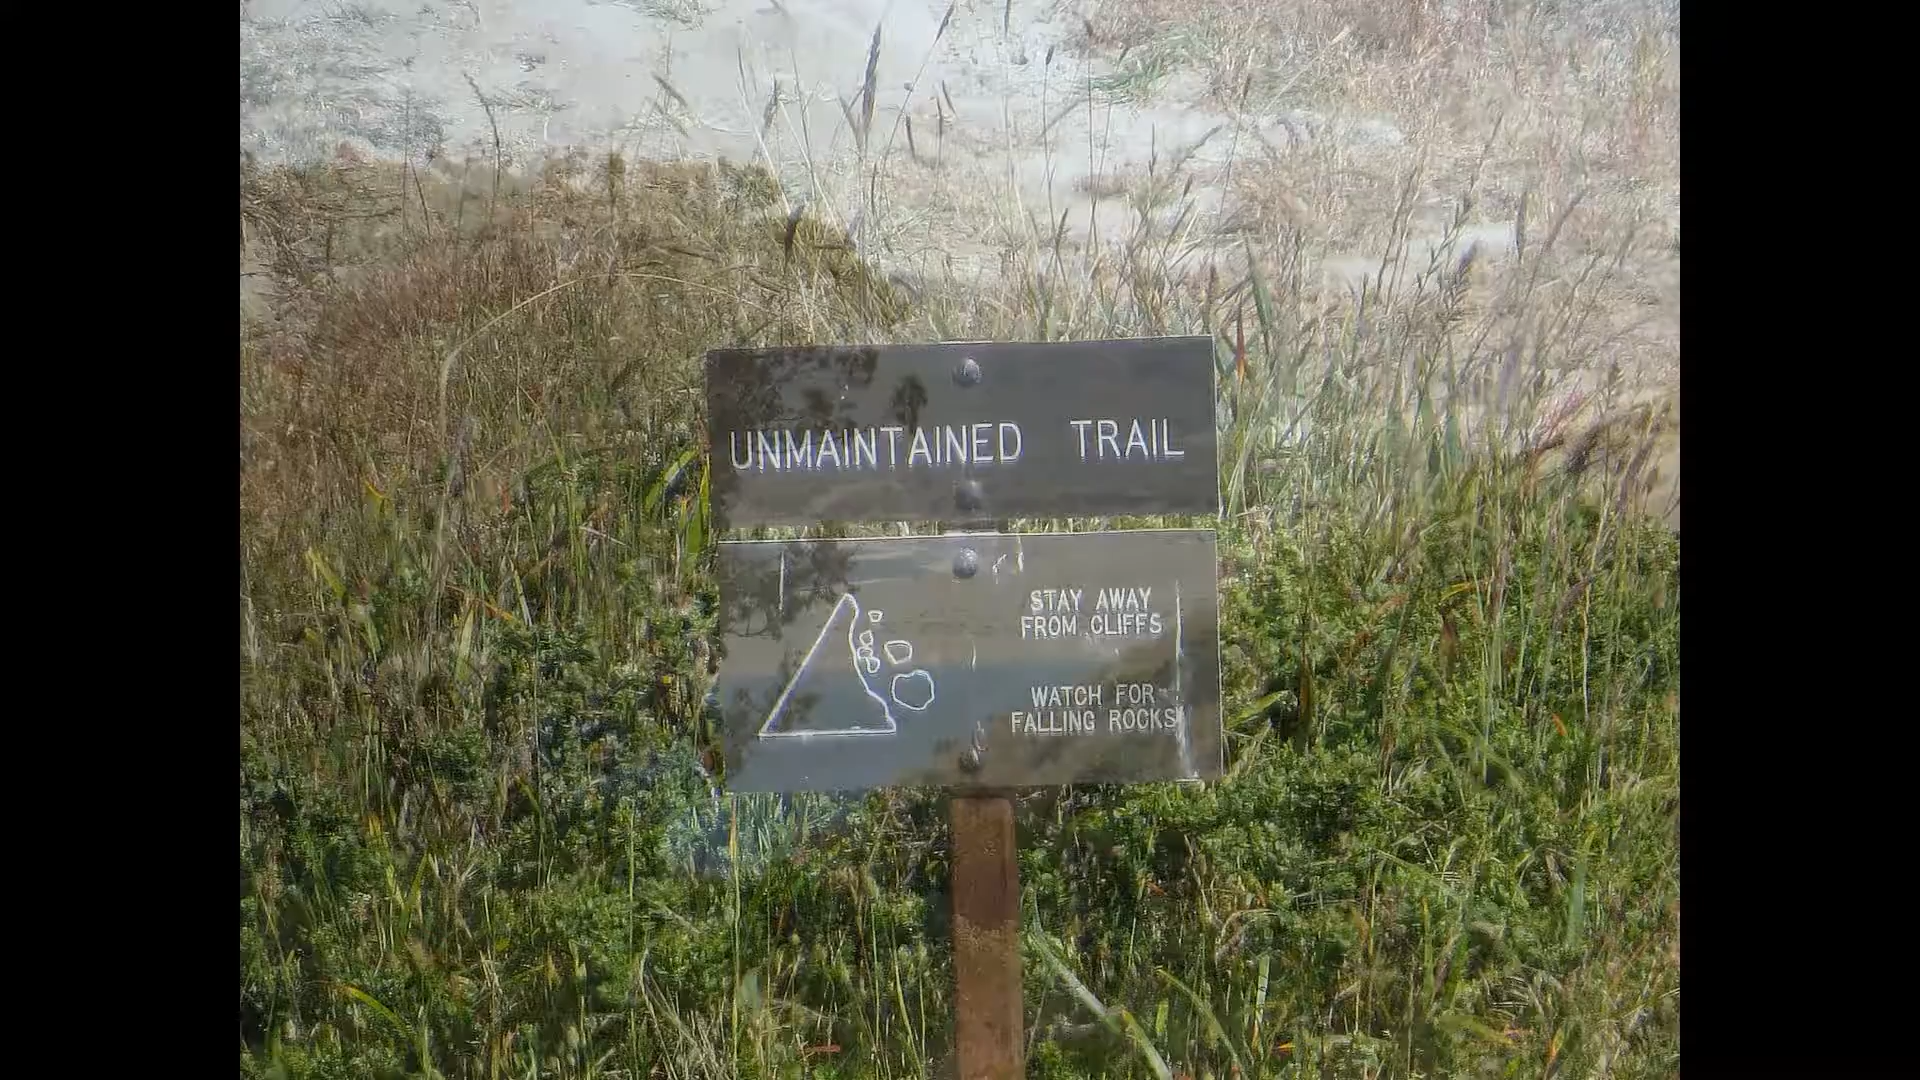 UNMAINTAINED TRAIL
STAY AWAY
FROM CLIFFS
WATCH FOR
FALLING ROCKS